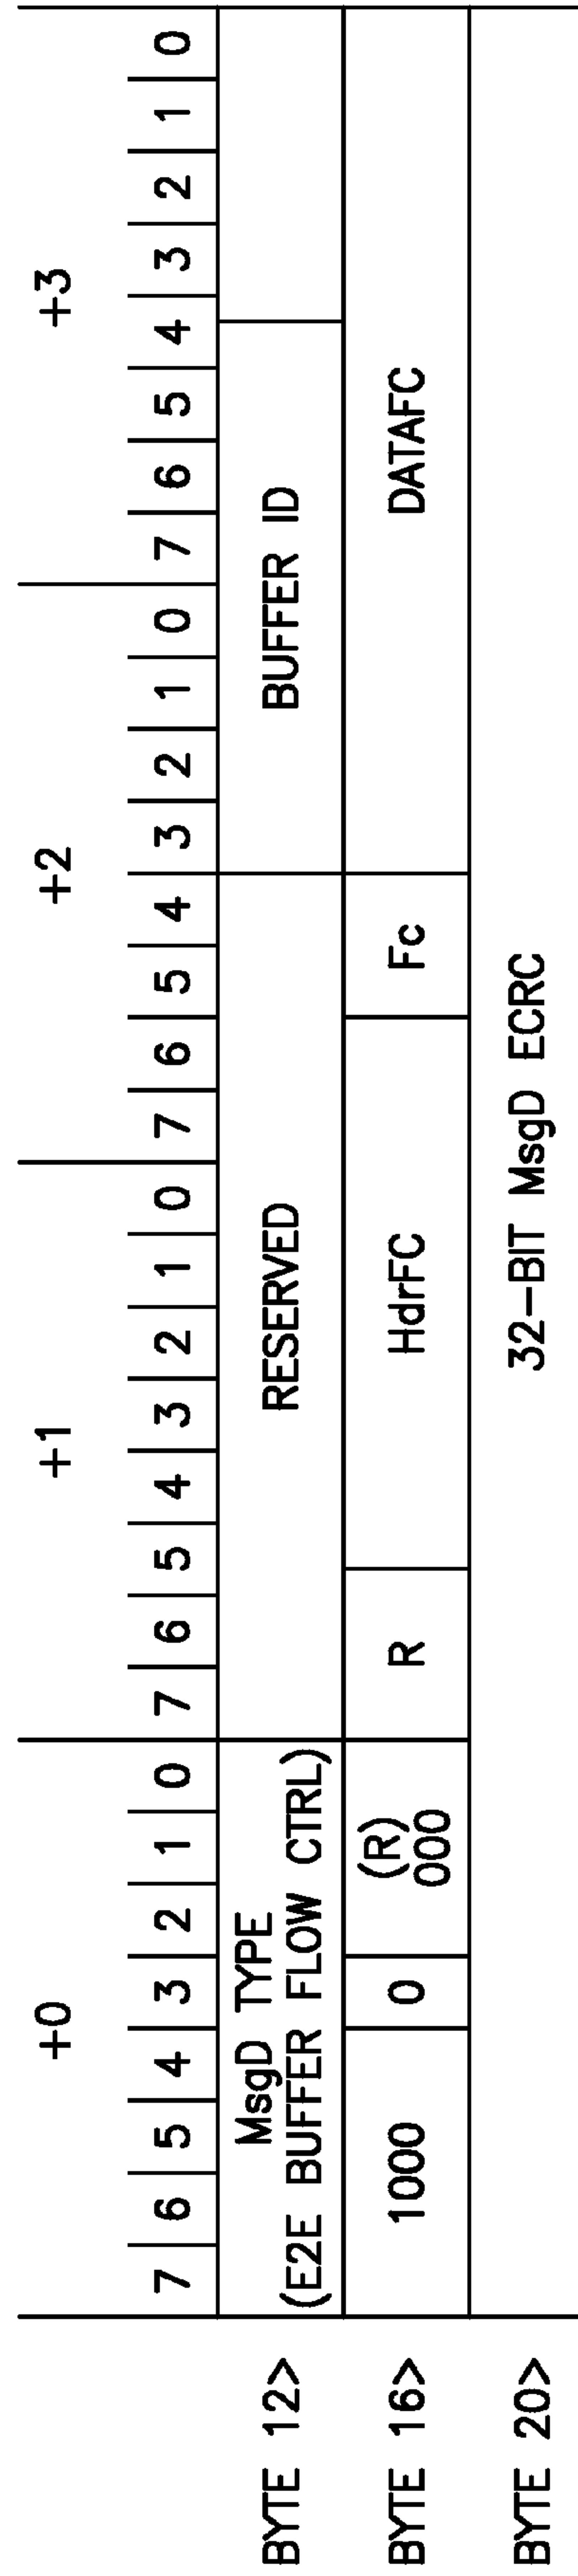 +0 +1 +2 +3
7 6 5 4 3 2 1 0 7 6 5 4 3 2 1 0 7 6 5 4 3 2 1 0 7 6 5 4 3 2 1 0
BYTE 12> MsgD TYPE
(E2E BUFFER FLOW CTRL) RESERVED BUFFER ID
BYTE 16> 1000 0 (R)
000 R HdrFC Fc DATAFC
BYTE 20> 32-BIT MsgD ECRC